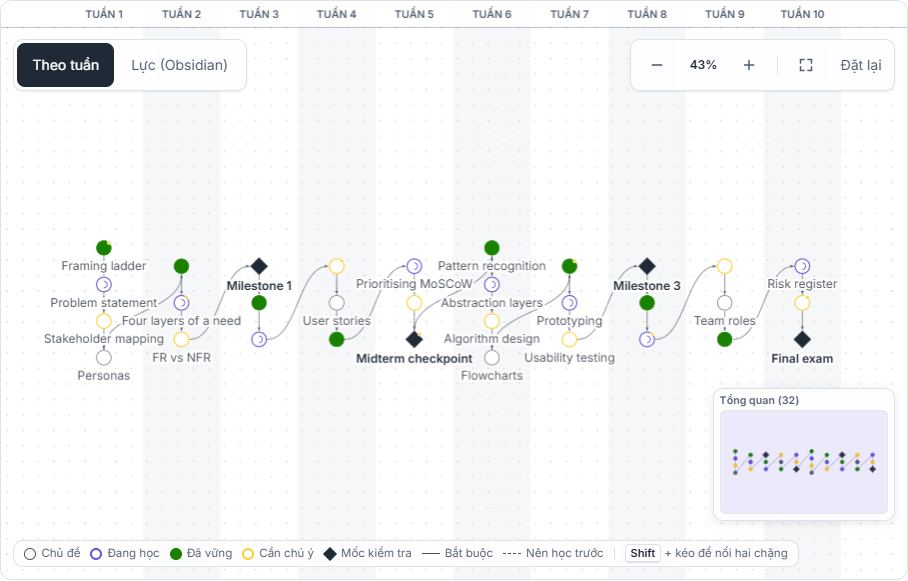 TUẦN 1 TUẦN 2 TUẦN 3 TUẦN 4 TUẦN 5 TUẦN 6 TUẦN 7 TUẦN 8 TUẦN 9 TUẦN 10
Theo tuần Lực (Obsidian)
− 43% + Đặt lại
Framing ladder Pattern recognition
Milestone 1 Prioritising MoSCoW Milestone 3 Risk register
Problem statement Abstraction layers
Four layers of a need User stories Prototyping Team roles
Stakeholder mapping Algorithm design
FR vs NFR Midterm checkpoint Usability testing Final exam
Personas Flowcharts
Tổng quan (32)
Chủ đề Đang học Đã vững Cần chú ý Mốc kiểm tra Bắt buộc Nên học trước Shift + kéo để nối hai chặng